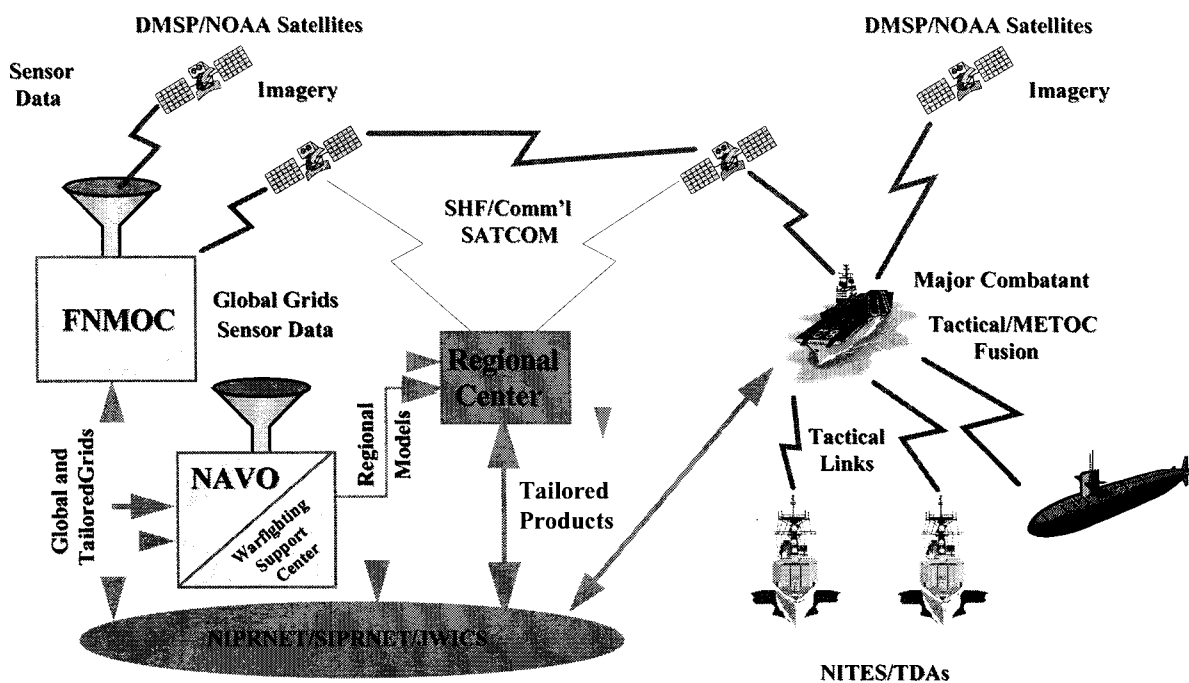 DMSP/NOAA Satellites
DMSP/NOAA Satellites
Sensor
Data
Imagery
Imagery
SHF/Comm'l
SATCOM
FNMOC
Global Grids
Sensor Data
Major Combatant
Tactical/METOC
Fusion
Regional
Center
Global and
TailoredGrids
NAVO
Warfighting
Support
Center
Regional
Models
Tailored
Products
Tactical
Links
NIPRNET/SIPRNET/JWICS
NITES/TDAs